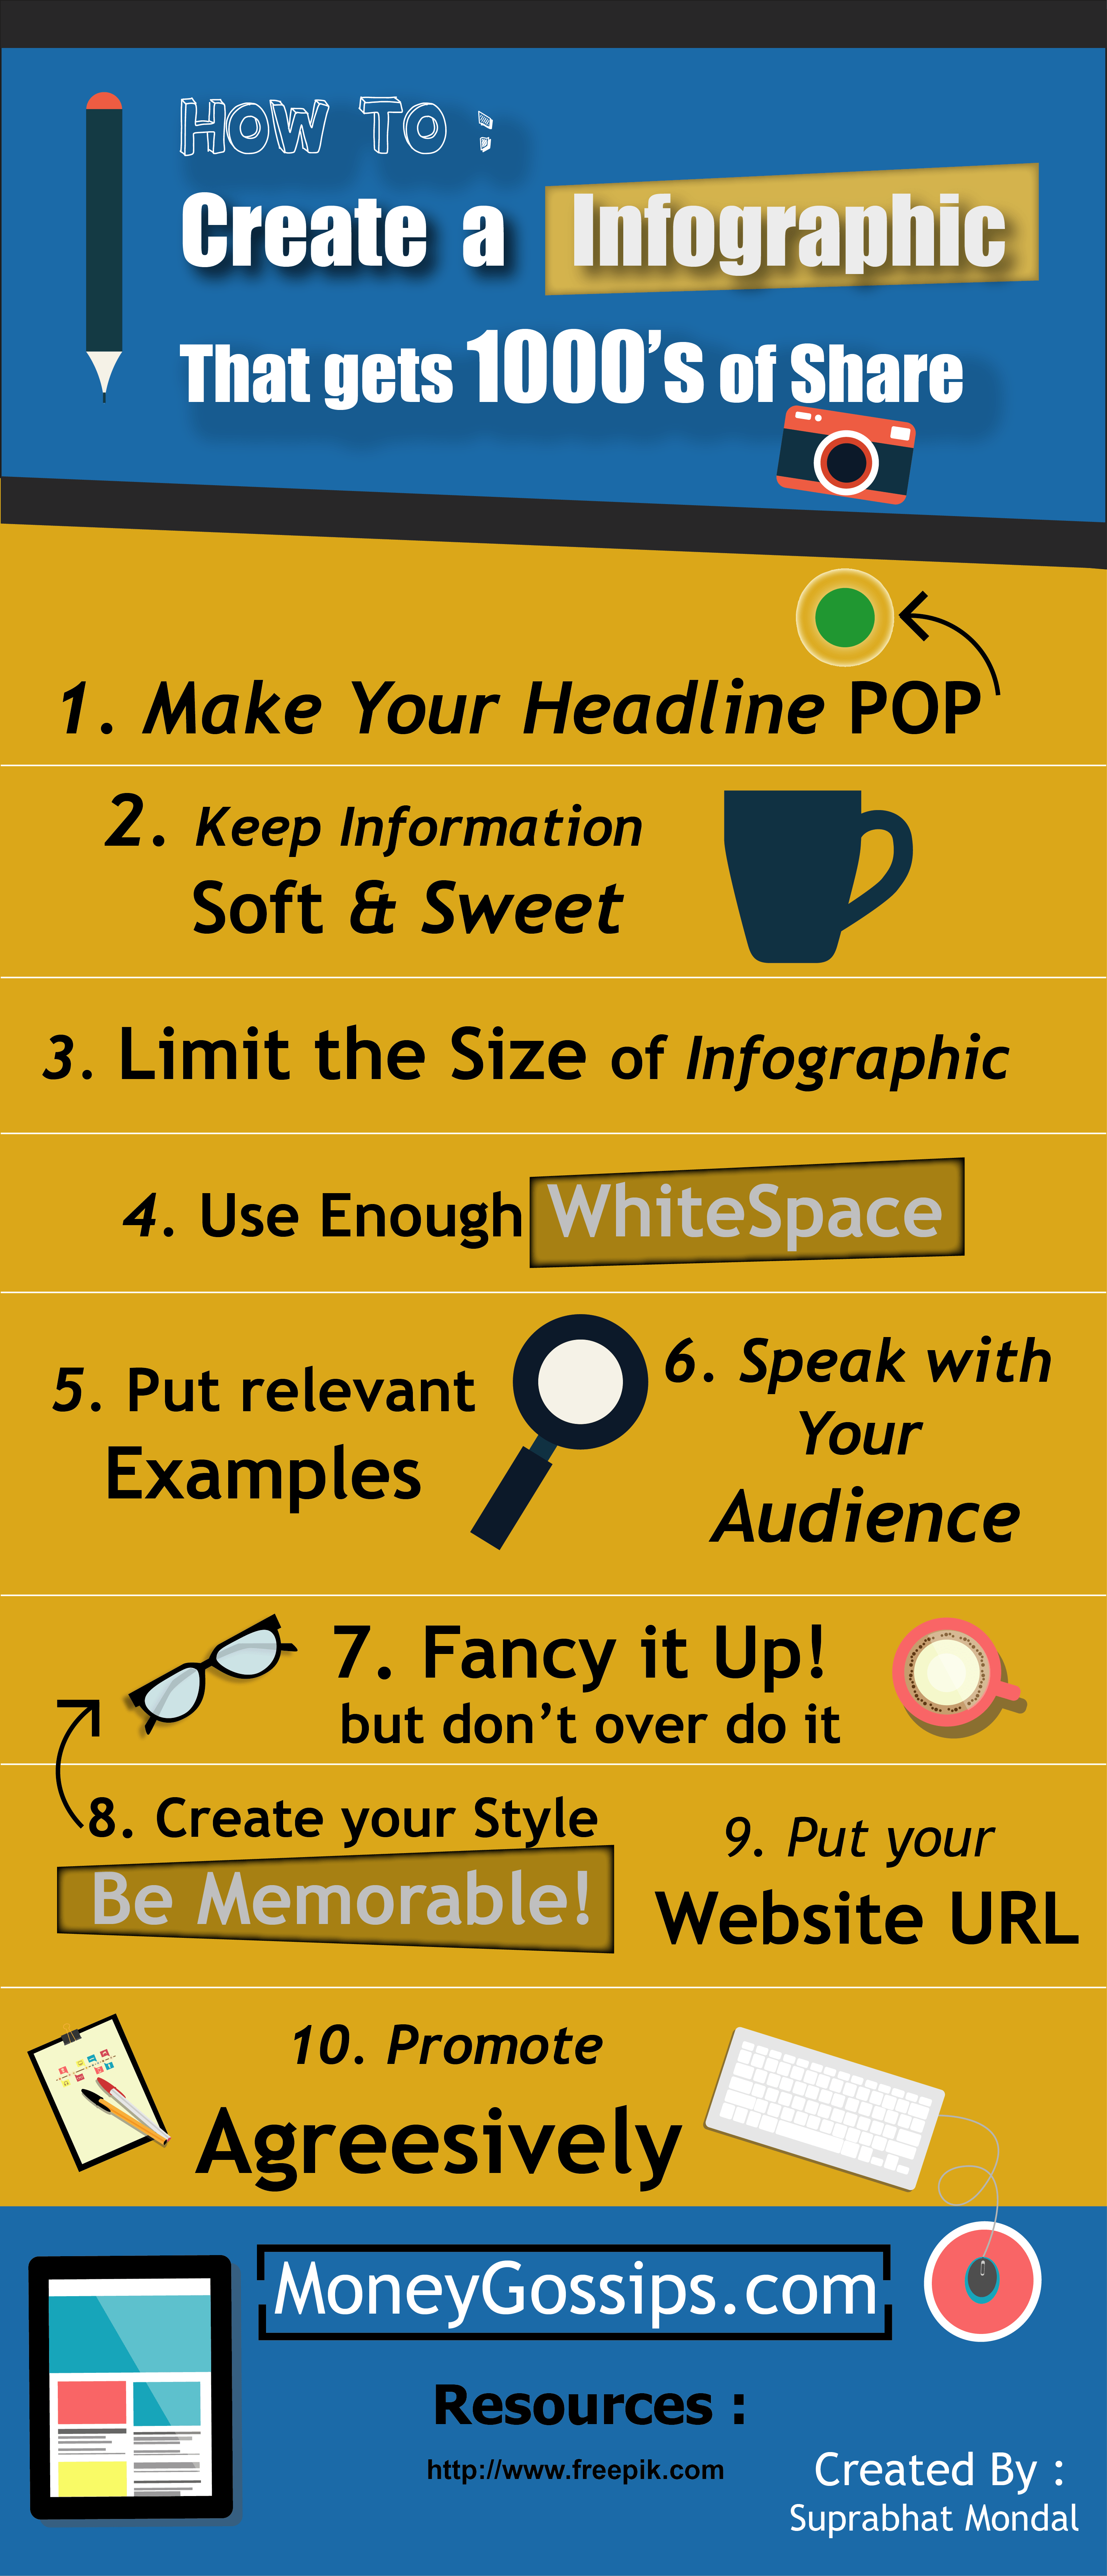 HOW TO :
Create a Infographic
That gets 1000's of Share
1. Make Your Headline POP
2. Keep Information
Soft & Sweet
3. Limit the Size of Infographic
4. Use Enough WhiteSpace
5. Put relevant
Examples
6. Speak with
Your
Audience
7. Fancy it Up!
but don't over do it
8. Create your Style
Be Memorable!
9. Put your
Website URL
10. Promote
Agreesively
MoneyGossips.com
Resources :
http://www.freepik.com
Created By :
Suprabhat Mondal